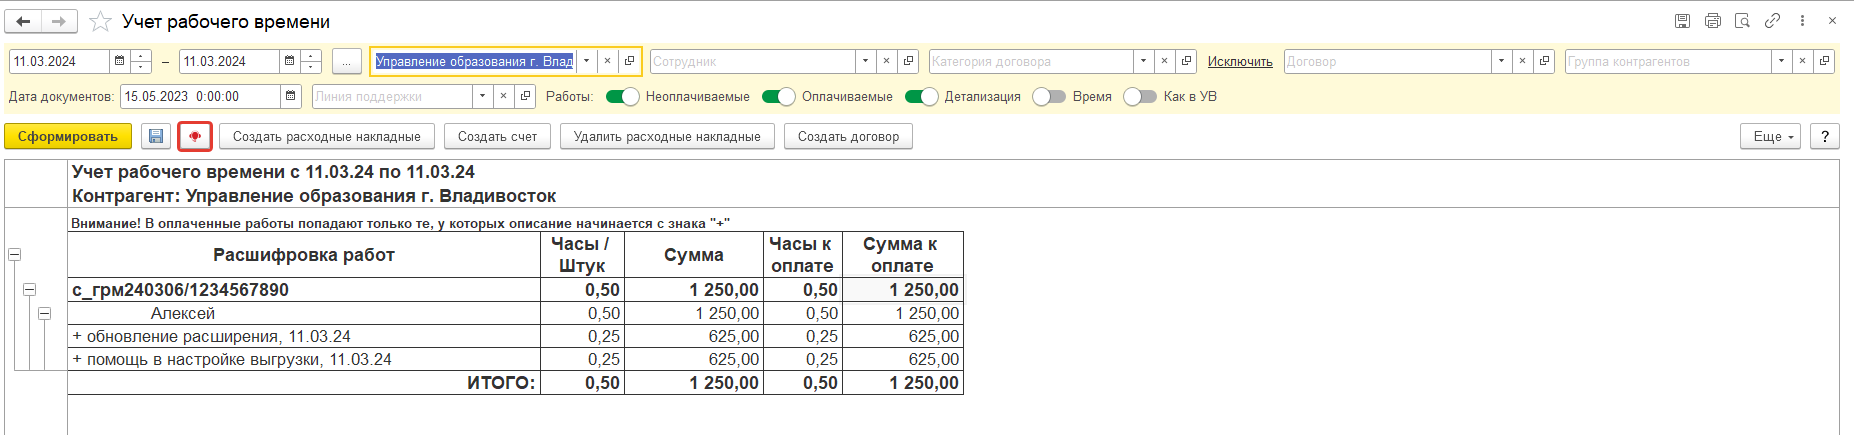 Учет рабочего времени
11.03.2024 – 11.03.2024 ... Управление образования г. Влад Сотрудник Категория договора Исключить Договор Группа контрагентов
Дата документов: 15.05.2023 0:00:00 Линия поддержки Работы: Неоплачиваемые Оплачиваемые Детализация Время Как в УВ
Сформировать Создать расходные накладные Создать счет Удалить расходные накладные Создать договор Еще ?
Учет рабочего времени с 11.03.24 по 11.03.24
Контрагент: Управление образования г. Владивосток
Внимание! В оплаченные работы попадают только те, у которых описание начинается с знака "+"
Расшифровка работ Часы / Штук Сумма Часы к оплате Сумма к оплате
с_грм240306/1234567890 0,50 1 250,00 0,50 1 250,00
Алексей 0,50 1 250,00 0,50 1 250,00
+ обновление расширения, 11.03.24 0,25 625,00 0,25 625,00
+ помощь в настройке выгрузки, 11.03.24 0,25 625,00 0,25 625,00
ИТОГО: 0,50 1 250,00 0,50 1 250,00